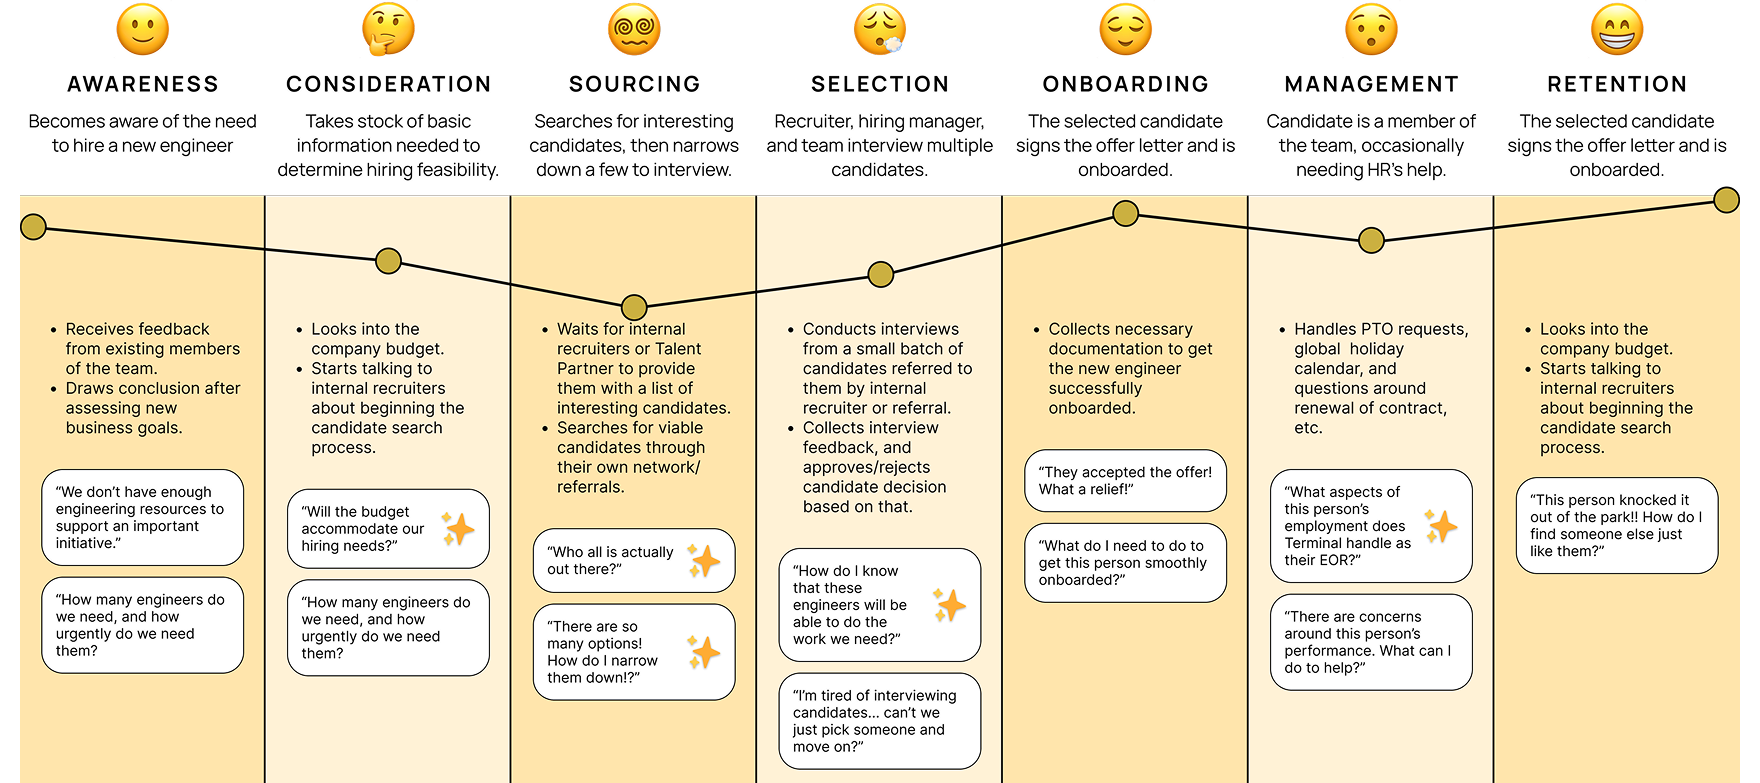 AWARENESS
Becomes aware of the need
to hire a new engineer
• Receives feedback
from existing members
of the team.
• Draws conclusion after
assessing new
business goals.
“We don’t have enough
engineering resources to
support an important
initiative.”
“How many engineers do
we need, and how
urgently do we need
them?
CONSIDERATION
Takes stock of basic
information needed to
determine hiring feasibility.
• Looks into the
company budget.
• Starts talking to
internal recruiters
about beginning the
candidate search
process.
“Will the budget
accommodate our
hiring needs?”
“How many engineers do
we need, and how
urgently do we need
them?
SOURCING
Searches for interesting
candidates, then narrows
down a few to interview.
• Waits for internal
recruiters or Talent
Partner to provide
them with a list of
interesting candidates.
• Searches for viable
candidates through
their own network/
referrals.
“Who all is actually
out there?”
“There are so
many options!
How do I narrow
them down!?”
SELECTION
Recruiter, hiring manager,
and team interview multiple
candidates.
• Conducts interviews
from a small batch of
candidates referred to
them by internal
recruiter or referral.
• Collects interview
feedback, and
approves/rejects
candidate decision
based on that.
“How do I know
that these
engineers will be
able to do the
work we need?”
“I’m tired of interviewing
candidates... can’t we
just pick someone and
move on?”
ONBOARDING
The selected candidate
signs the offer letter and is
onboarded.
• Collects necessary
documentation to get
the new engineer
successfully
onboarded.
“They accepted the offer!
What a relief!”
“What do I need to do to
get this person smoothly
onboarded?”
MANAGEMENT
Candidate is a member of
the team, occasionally
needing HR’s help.
• Handles PTO requests,
global holiday
calendar, and
questions around
renewal of contract,
etc.
“What aspects of
this person’s
employment does
Terminal handle as
their EOR?”
“There are concerns
around this person’s
performance. What can I
do to help?”
RETENTION
The selected candidate
signs the offer letter and is
onboarded.
• Looks into the
company budget.
• Starts talking to
internal recruiters
about beginning the
candidate search
process.
“This person knocked it
out of the park!! How do I
find someone else just
like them?”